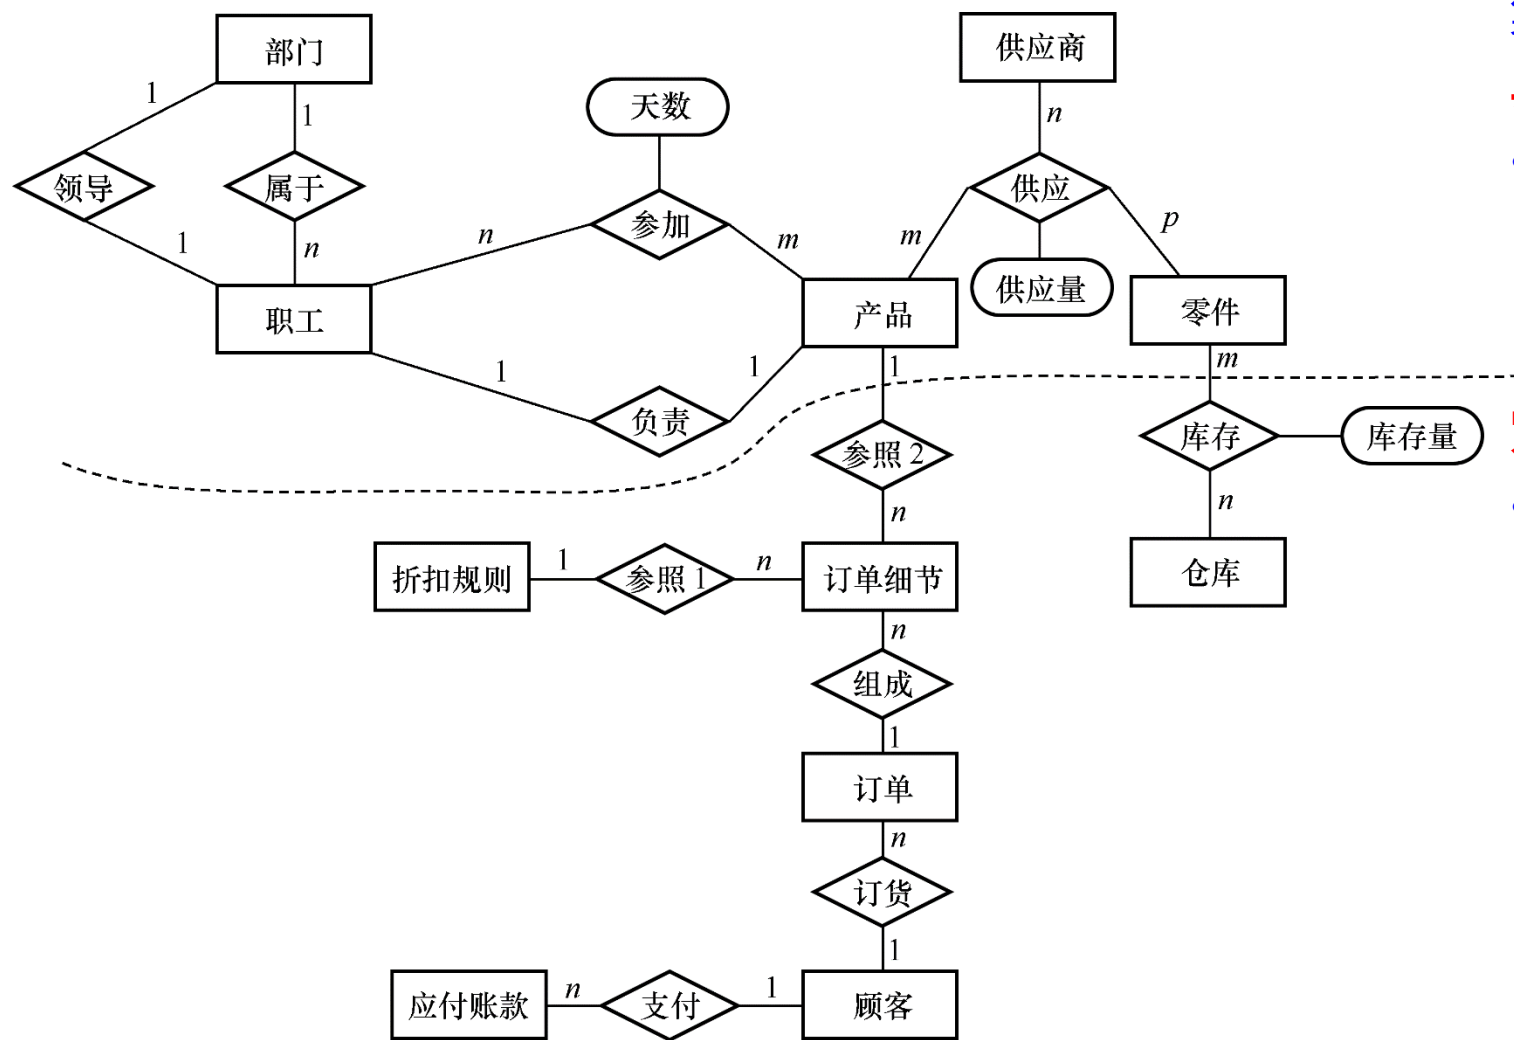 部门
供应商
1
1
天数
n
领导
属于
供应
参加
p
1
n
n
m
m
供应量
职工
产品
零件
1
1
1
m
负责
参照2
库存
库存量
n
n
折扣规则
1
参照1
n
订单细节
仓库
n
组成
1
订单
n
订货
1
应付账款
n
支付
1
顾客